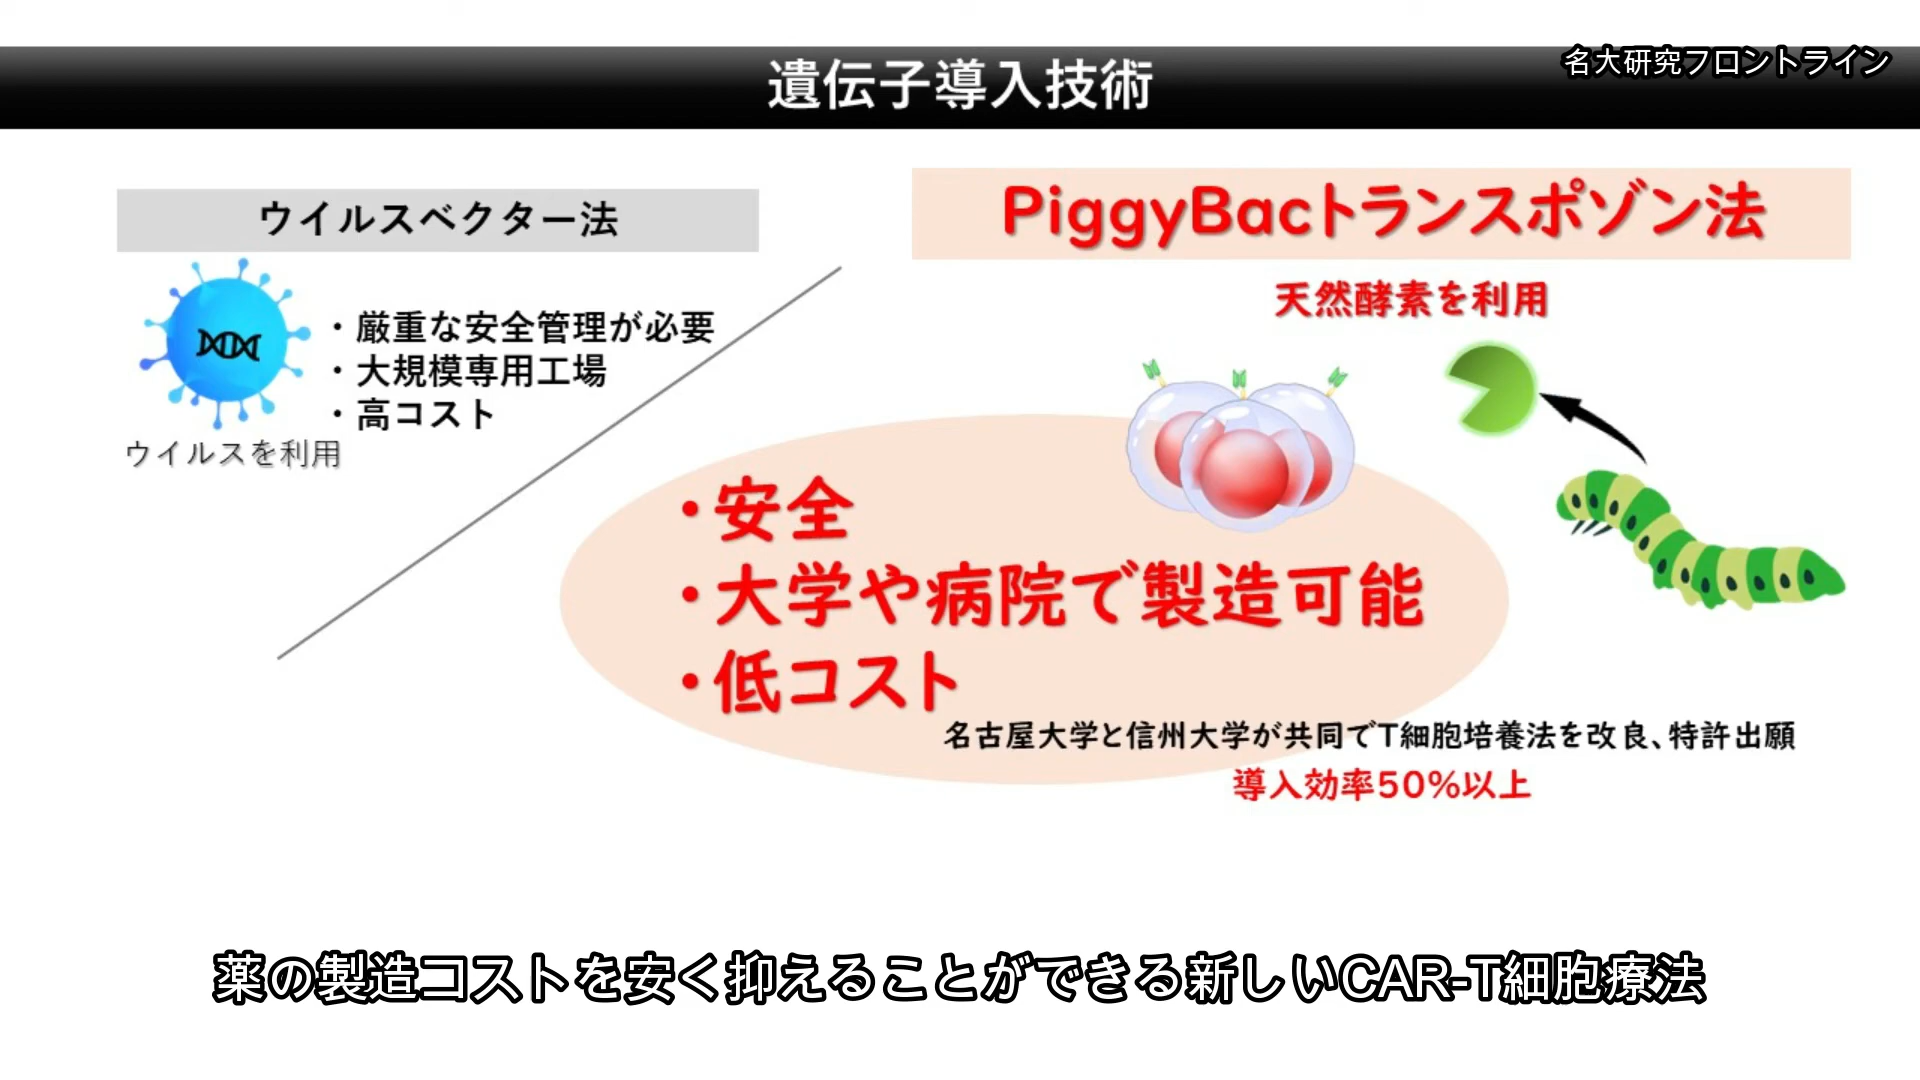 名大研究フロントライン
遺伝子導入技術
ウイルスベクター法
・厳重な安全管理が必要
・大規模専用工場
・高コスト
ウイルスを利用
PiggyBacトランスポゾン法
天然酵素を利用
・安全
・大学や病院で製造可能
・低コスト
名古屋大学と信州大学が共同でT細胞培養法を改良、特許出願
導入効率50%以上
薬の製造コストを安く抑えることができる新しいCAR-T細胞療法